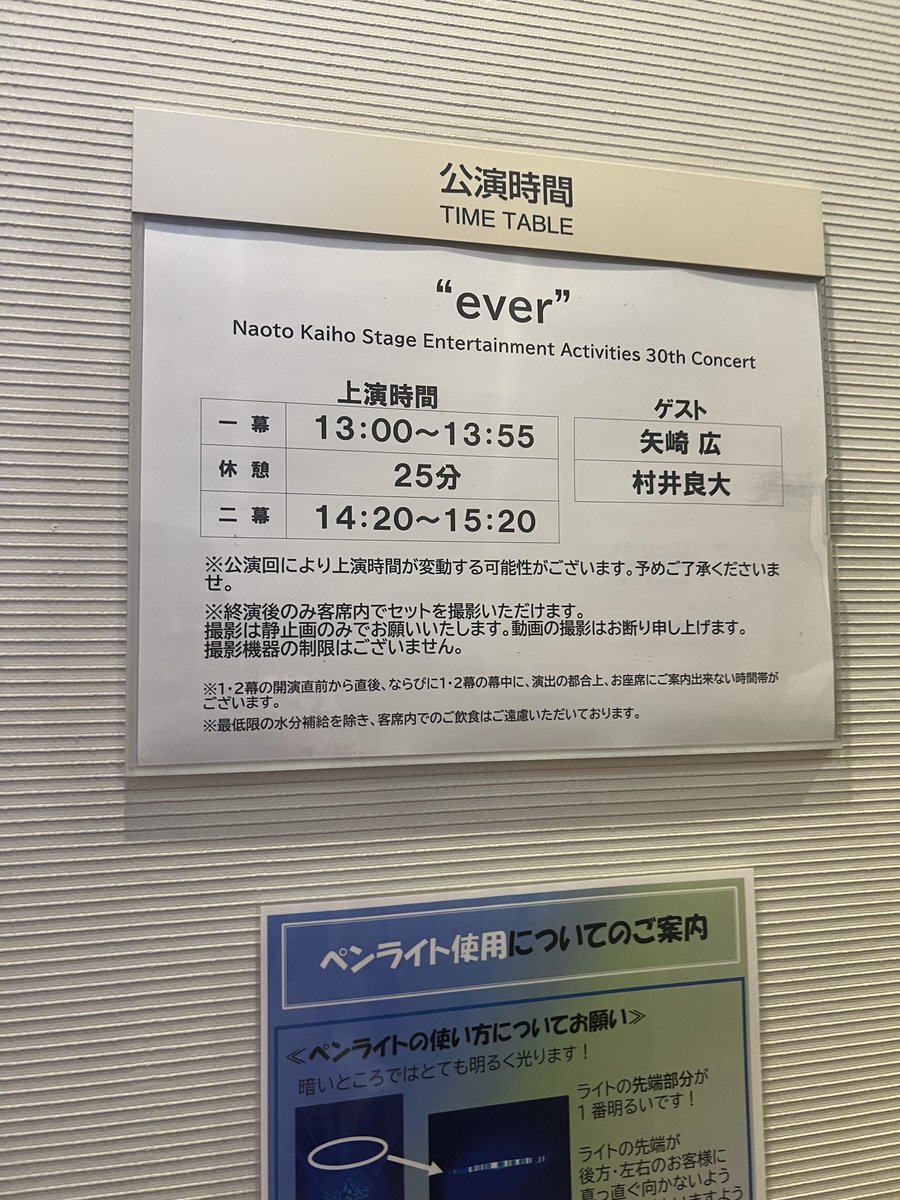 公演時間
TIME TABLE
“ever”
Naoto Kaiho Stage Entertainment Activities 30th Concert
上演時間
一 幕 13:00～13:55
休 憩 25分
二 幕 14:20～15:20
ゲスト
矢崎 広
村井良大
※公演回により上演時間が変動する可能性がございます。予めご了承くださいま
せ。
※終演後のみ客席内でセットを撮影いただけます。
撮影は静止画のみでお願いいたします。動画の撮影はお断り申し上げます。
撮影機器の制限はございません。
※1・2幕の開演直前から直後、ならびに1・2幕の幕中に、演出の都合上、お座席にご案内出来ない時間帯が
ございます。
※最低限の水分補給を除き、客席内でのご飲食はご遠慮いただいております。
ペンライト使用についてのご案内
≪ペンライトの使い方についてお願い≫
暗いところではとても明るく光ります！
ライトの先端部分が
1番明るいです！
ライトの先端が
後方・左右のお客様に
真っ直ぐ向かないよう